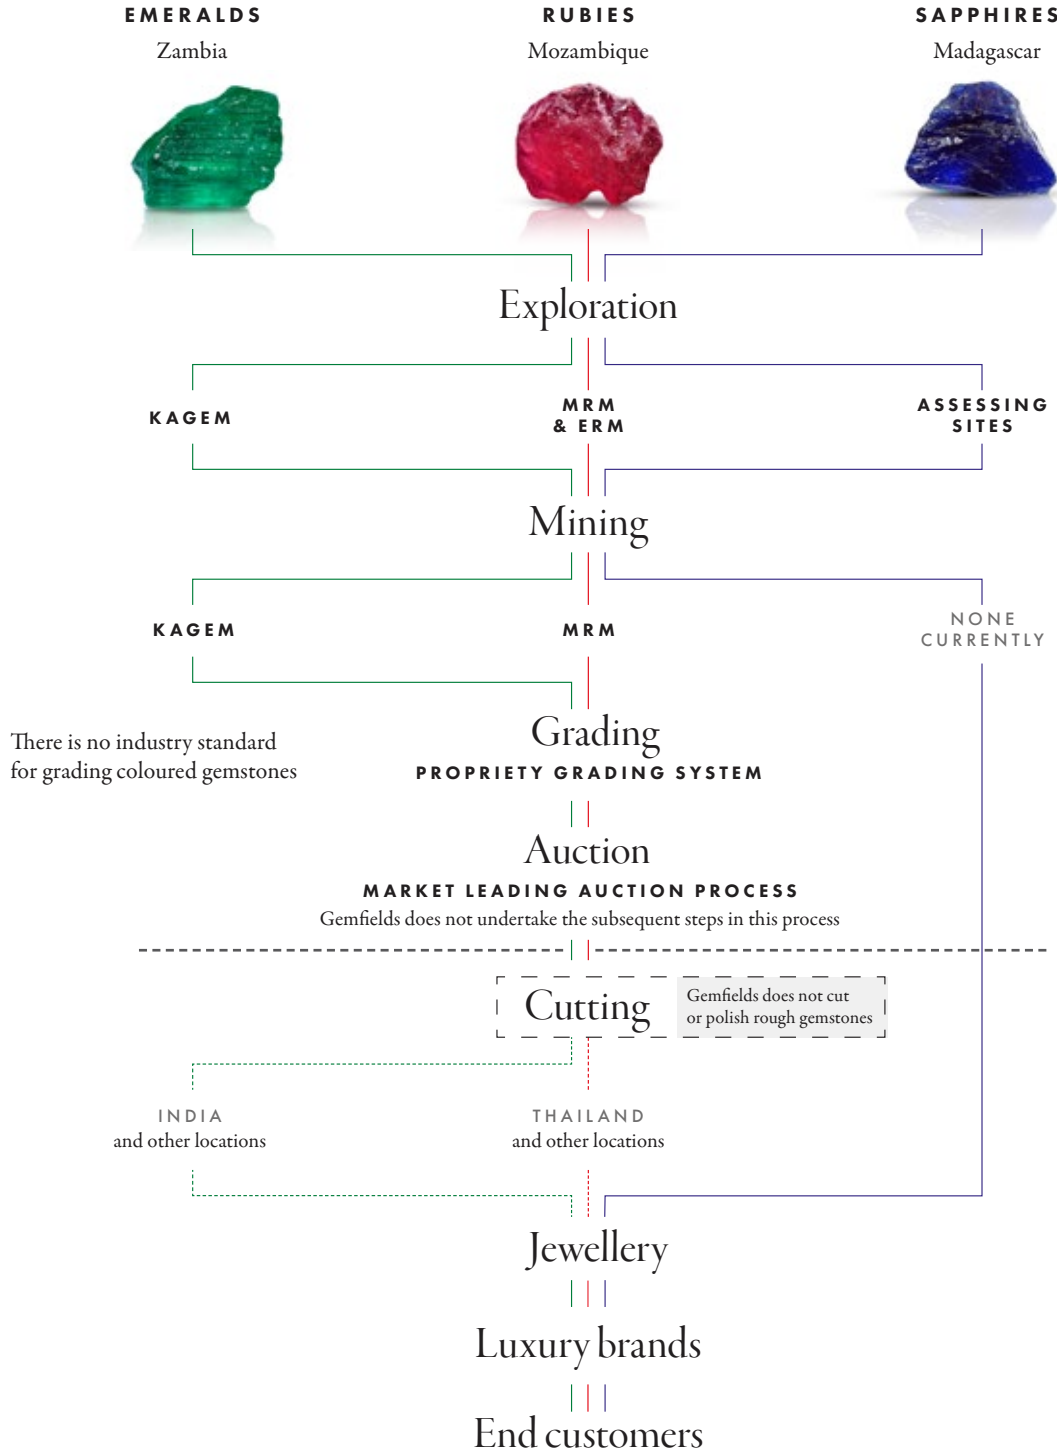 EMERALDS
Zambia
RUBIES
Mozambique
SAPPHIRES
Madagascar
Exploration
KAGEM
MRM
& ERM
ASSESSING
SITES
Mining
KAGEM
MRM
NONE
CURRENTLY
Grading
PROPRIETY GRADING SYSTEM
There is no industry standard
for grading coloured gemstones
Auction
MARKET LEADING AUCTION PROCESS
Gemfields does not undertake the subsequent steps in this process
Cutting
Gemfields does not cut
or polish rough gemstones
INDIA
and other locations
THAILAND
and other locations
Jewellery
Luxury brands
End customers